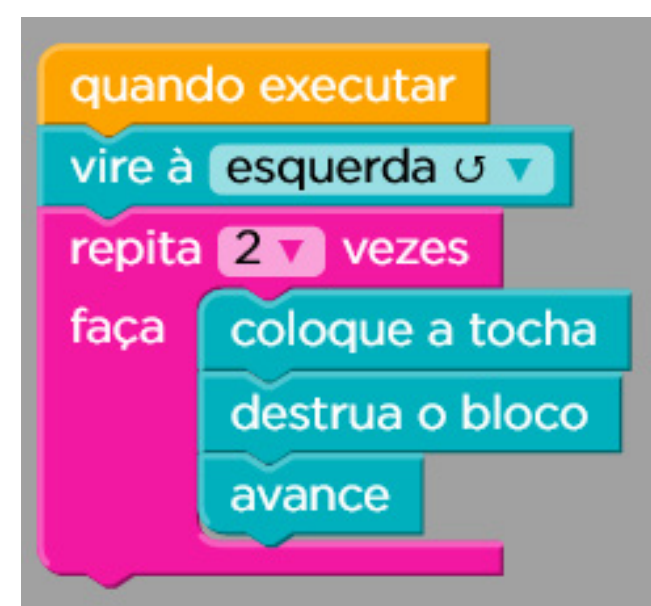 quando executar
vire à esquerda ↺ ▼
repita 2 ▼ vezes
faça coloque a tocha
destrua o bloco
avance